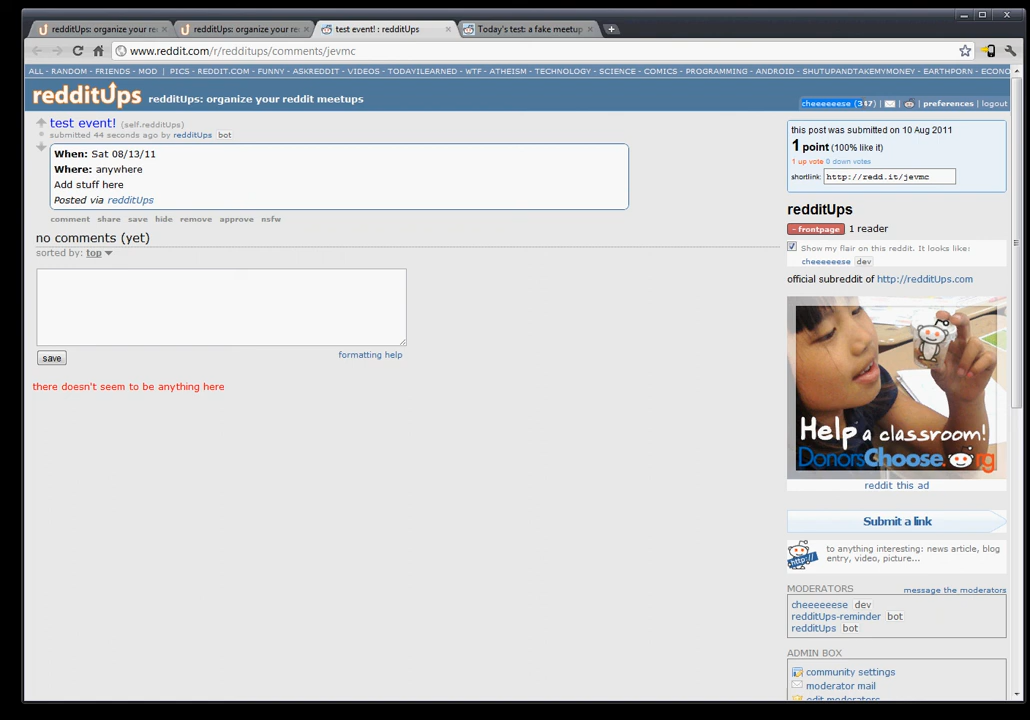 redditUps: organize your re
redditUps: organize your re
test event! : redditUps
Today's test: a fake meetup
www.reddit.com/r/redditups/comments/jevmc
ALL - RANDOM - FRIENDS - MOD | PICS - REDDIT.COM - FUNNY - ASKREDDIT - VIDEOS - TODAYILEARNED - WTF - ATHEISM - TECHNOLOGY - SCIENCE - COMICS - PROGRAMMING - ANDROID - SHUTUPANDTAKEMYMONEY - EARTHPORN - ECONO
redditUps redditUps: organize your reddit meetups
cheeeeeese (347) | | | preferences | logout
test event! (self.redditUps)
submitted 44 seconds ago by redditUps bot
When: Sat 08/13/11
Where: anywhere
Add stuff here
Posted via redditUps
comment share save hide remove approve nsfw
no comments (yet)
sorted by: top
save
formatting help
there doesn't seem to be anything here
this post was submitted on 10 Aug 2011
1 point (100% like it)
1 up vote 0 down votes
shortlink: http://redd.it/jevmc
redditUps
- frontpage 1 reader
Show my flair on this reddit. It looks like:
cheeeeeese dev
official subreddit of http://redditUps.com
Help a classroom!
DonorsChoose.org
reddit this ad
Submit a link
http://
to anything interesting: news article, blog
entry, video, picture...
MODERATORS
message the moderators
cheeeeeese dev
redditUps-reminder bot
redditUps bot
ADMIN BOX
community settings
moderator mail
edit moderators